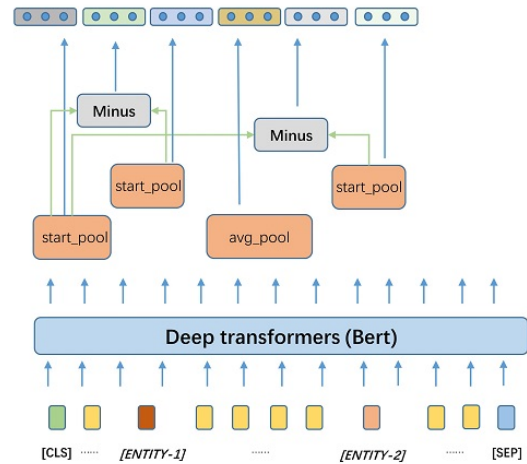 Minus
Minus
start_pool
start_pool
start_pool
avg_pool
Deep transformers (Bert)
[CLS] ...... [ENTITY-1] ...... [ENTITY-2] ...... [SEP]